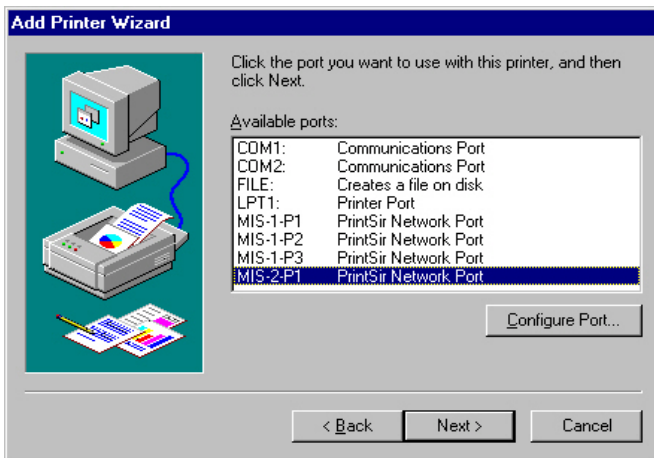 Add Printer Wizard
Click the port you want to use with this printer, and then
click Next.
Available ports:
COM1: Communications Port
COM2: Communications Port
FILE: Creates a file on disk
LPT1: Printer Port
MIS-1-P1 PrintSir Network Port
MIS-1-P2 PrintSir Network Port
MIS-1-P3 PrintSir Network Port
MIS-2-P1 PrintSir Network Port
Configure Port...
< Back Next > Cancel